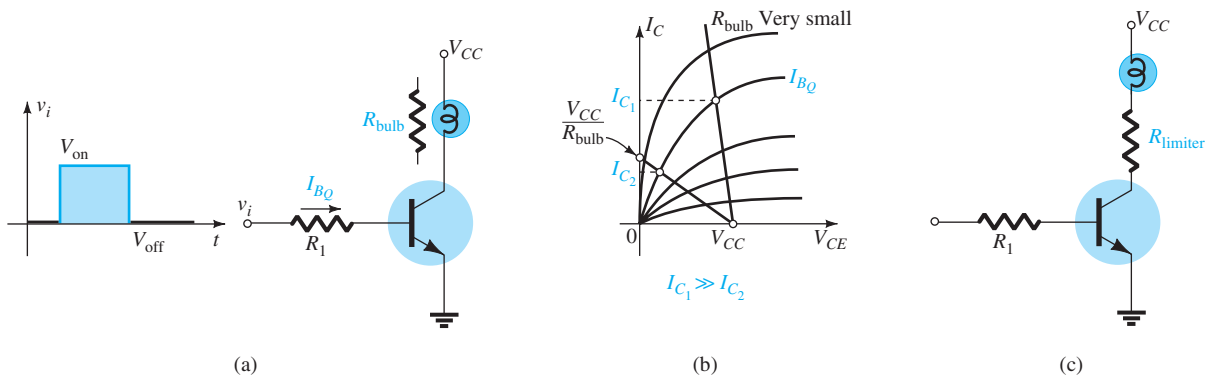 v_i
V_on
V_off
t
V_CC
R_bulb
I_BQ
v_i
R_1
(a)
I_C
R_bulb Very small
I_BQ
I_C1
V_CC
R_bulb
I_C2
0
V_CC
V_CE
I_C1 ≫ I_C2
(b)
V_CC
R_limiter
R_1
(c)